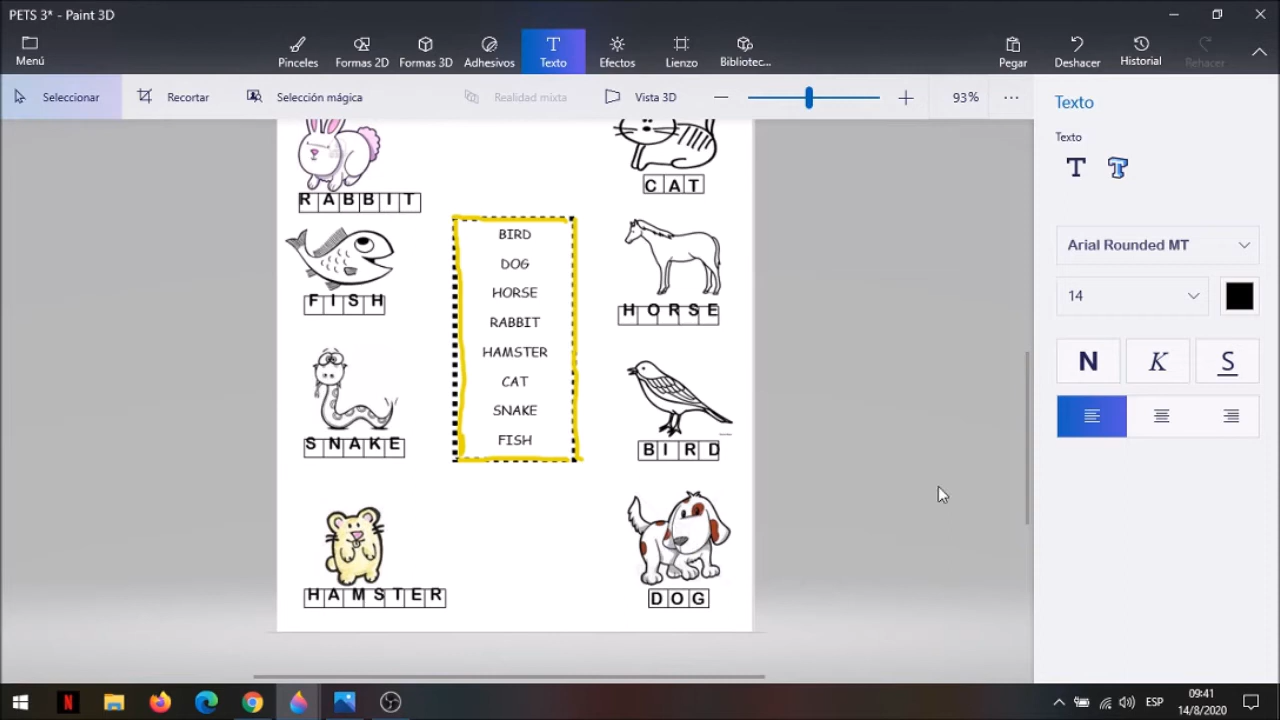 PETS 3* - Paint 3D
Menú
Pinceles
Formas 2D
Formas 3D
Adhesivos
Texto
Efectos
Lienzo
Bibliotec...
Pegar
Deshacer
Historial
Rehacer
Seleccionar
Recortar
Selección mágica
Realidad mixta
Vista 3D
93%
Texto
Texto
Arial Rounded MT
14
N K S
RABBIT
CAT
FISH
HORSE
SNAKE
BIRD
HAMSTER
DOG
BIRD
DOG
HORSE
RABBIT
HAMSTER
CAT
SNAKE
FISH
ESP
09:41
14/8/2020